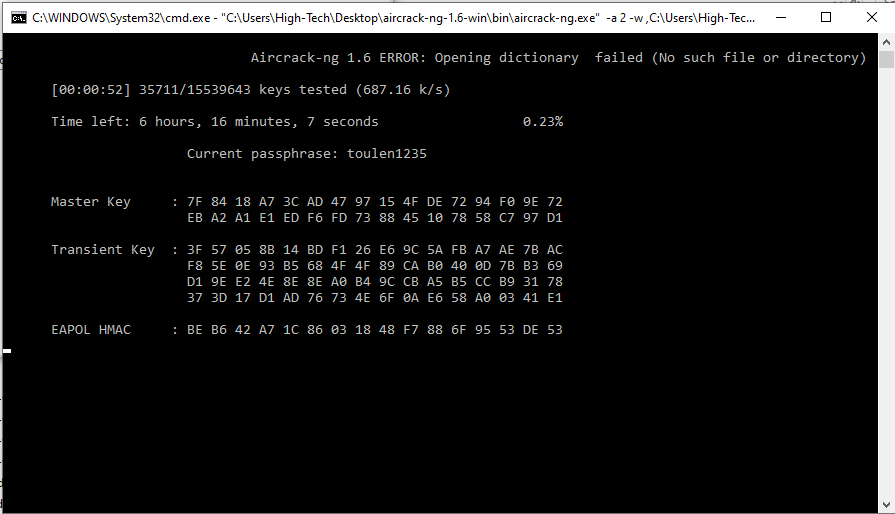 C:\WINDOWS\System32\cmd.exe - "C:\Users\High-Tech\Desktop\aircrack-ng-1.6-win\bin\aircrack-ng.exe" -a 2 -w ,C:\Users\High-Tec...
Aircrack-ng 1.6 ERROR: Opening dictionary  failed (No such file or directory)
[00:00:52] 35711/15539643 keys tested (687.16 k/s)
Time left: 6 hours, 16 minutes, 7 seconds 0.23%
Current passphrase: toulen1235
Master Key : 7F 84 18 A7 3C AD 47 97 15 4F DE 72 94 F0 9E 72
EB A2 A1 E1 ED F6 FD 73 88 45 10 78 58 C7 97 D1
Transient Key : 3F 57 05 8B 14 BD F1 26 E6 9C 5A FB A7 AE 7B AC
F8 5E 0E 93 B5 68 4F 4F 89 CA B0 40 0D 7B B3 69
D1 9E E2 4E 8E 8E A0 B4 9C CB A5 B5 CC B9 31 78
37 3D 17 D1 AD 76 73 4E 6F 0A E6 58 A0 03 41 E1
EAPOL HMAC : BE B6 42 A7 1C 86 03 18 48 F7 88 6F 95 53 DE 53